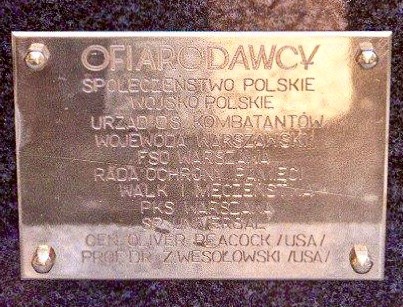 OFIARODAWCY
SPOŁECZEŃSTWO POLSKIE
WOJSKO POLSKIE
URZĄD DS. KOMBATANTÓW
WOJEWODA WARSZAWSKI
FSO WARSZAWA
RADA OCHRONY PAMIĘCI
WALK I MĘCZEŃSTWA
PKS WARSZAWA
GEN. OLIVER PEACOCK /USA/
PROF. DR. Z.WESOŁOWSKI /USA/